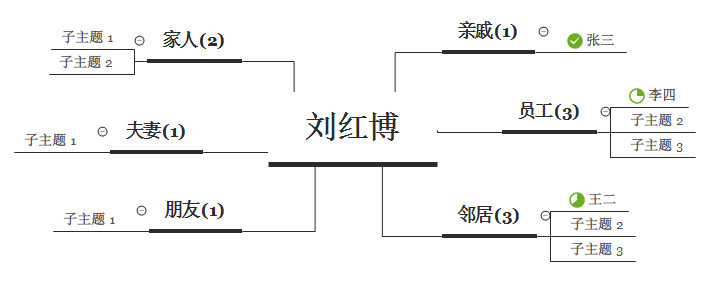 刘红博
家人(2)
子主题 1
子主题 2
夫妻(1)
子主题 1
朋友(1)
子主题 1
亲戚(1)
张三
员工(3)
李四
子主题 2
子主题 3
邻居(3)
王二
子主题 2
子主题 3